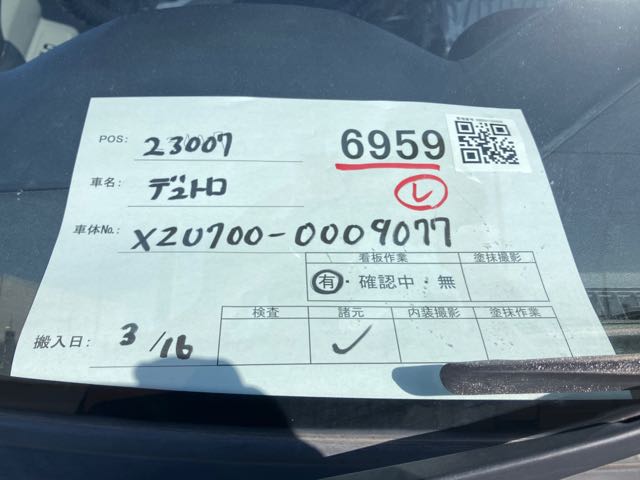 POS: 23007
6959
車名: デュトロ
レ
車体No.: XZU700-0009077
看板作業 塗抹撮影
有・確認中・無
検査 諸元 内装撮影 塗抹作業
搬入日: 3/16 ✓